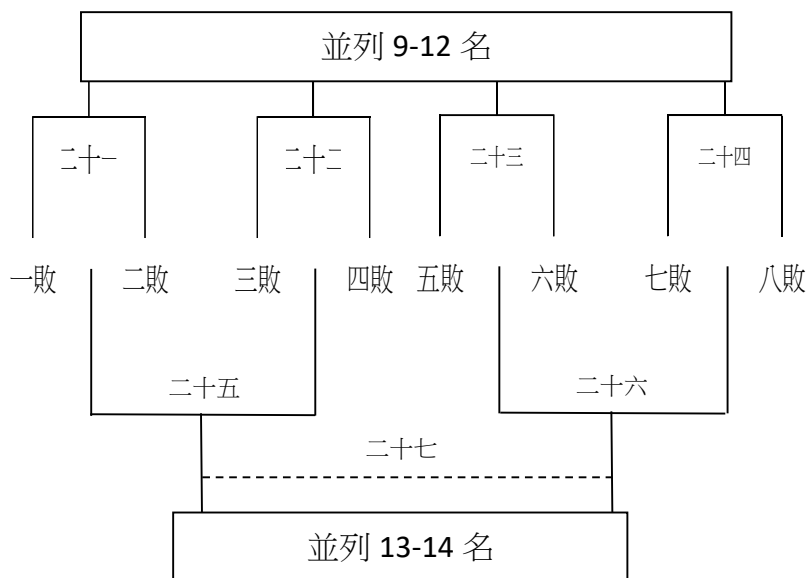 並列 9-12 名
二十一
二十二
二十三
二十四
一敗
二敗
三敗
四敗
五敗
六敗
七敗
八敗
二十五
二十六
二十七
並列 13-14 名